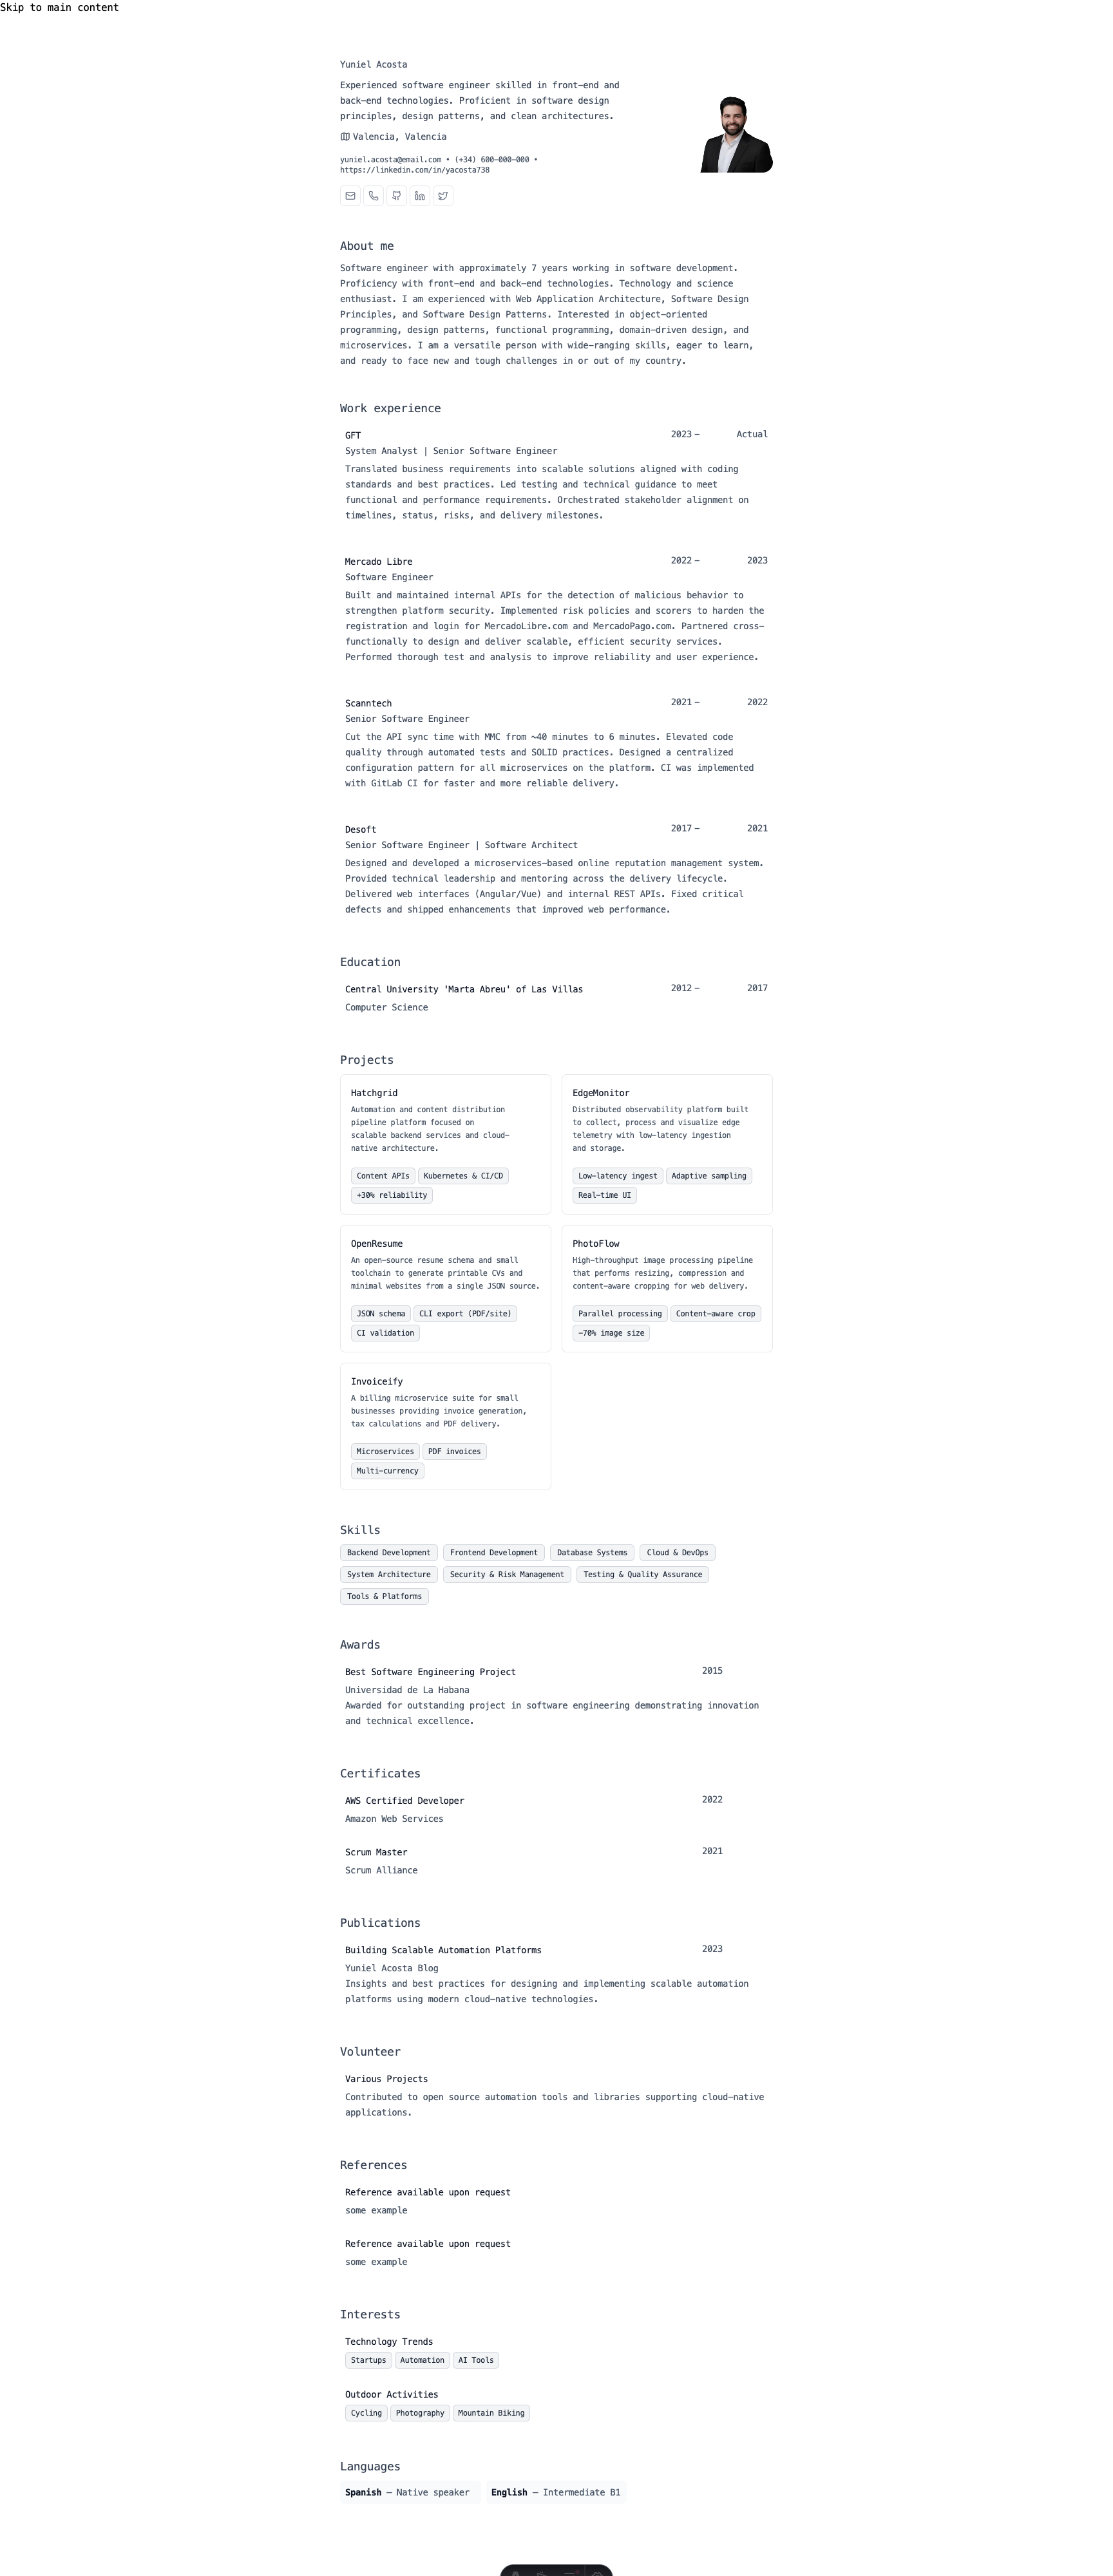 Skip to main content
Yuniel Acosta
Experienced software engineer skilled in front-end and
back-end technologies. Proficient in software design
principles, design patterns, and clean architectures.
Valencia, Valencia
yuniel.acosta@email.com • (+34) 600-000-000 •
https://linkedin.com/in/yacosta738
About me
Software engineer with approximately 7 years working in software development.
Proficiency with front-end and back-end technologies. Technology and science
enthusiast. I am experienced with Web Application Architecture, Software Design
Principles, and Software Design Patterns. Interested in object-oriented
programming, design patterns, functional programming, domain-driven design, and
microservices. I am a versatile person with wide-ranging skills, eager to learn,
and ready to face new and tough challenges in or out of my country.
Work experience
GFT 2023 – Actual
System Analyst | Senior Software Engineer
Translated business requirements into scalable solutions aligned with coding
standards and best practices. Led testing and technical guidance to meet
functional and performance requirements. Orchestrated stakeholder alignment on
timelines, status, risks, and delivery milestones.
Mercado Libre 2022 – 2023
Software Engineer
Built and maintained internal APIs for the detection of malicious behavior to
strengthen platform security. Implemented risk policies and scorers to harden the
registration and login for MercadoLibre.com and MercadoPago.com. Partnered cross-
functionally to design and deliver scalable, efficient security services.
Performed thorough test and analysis to improve reliability and user experience.
Scanntech 2021 – 2022
Senior Software Engineer
Cut the API sync time with MMC from ~40 minutes to 6 minutes. Elevated code
quality through automated tests and SOLID practices. Designed a centralized
configuration pattern for all microservices on the platform. CI was implemented
with GitLab CI for faster and more reliable delivery.
Desoft 2017 – 2021
Senior Software Engineer | Software Architect
Designed and developed a microservices-based online reputation management system.
Provided technical leadership and mentoring across the delivery lifecycle.
Delivered web interfaces (Angular/Vue) and internal REST APIs. Fixed critical
defects and shipped enhancements that improved web performance.
Education
Central University 'Marta Abreu' of Las Villas 2012 – 2017
Computer Science
Projects
Hatchgrid
Automation and content distribution
pipeline platform focused on
scalable backend services and cloud-
native architecture.
Content APIs Kubernetes & CI/CD
+30% reliability
EdgeMonitor
Distributed observability platform built
to collect, process and visualize edge
telemetry with low-latency ingestion
and storage.
Low-latency ingest Adaptive sampling
Real-time UI
OpenResume
An open-source resume schema and small
toolchain to generate printable CVs and
minimal websites from a single JSON source.
JSON schema CLI export (PDF/site)
CI validation
PhotoFlow
High-throughput image processing pipeline
that performs resizing, compression and
content-aware cropping for web delivery.
Parallel processing Content-aware crop
-70% image size
Invoiceify
A billing microservice suite for small
businesses providing invoice generation,
tax calculations and PDF delivery.
Microservices PDF invoices
Multi-currency
Skills
Backend Development Frontend Development Database Systems Cloud & DevOps
System Architecture Security & Risk Management Testing & Quality Assurance
Tools & Platforms
Awards
Best Software Engineering Project 2015
Universidad de La Habana
Awarded for outstanding project in software engineering demonstrating innovation
and technical excellence.
Certificates
AWS Certified Developer 2022
Amazon Web Services
Scrum Master 2021
Scrum Alliance
Publications
Building Scalable Automation Platforms 2023
Yuniel Acosta Blog
Insights and best practices for designing and implementing scalable automation
platforms using modern cloud-native technologies.
Volunteer
Various Projects
Contributed to open source automation tools and libraries supporting cloud-native
applications.
References
Reference available upon request
some example
Reference available upon request
some example
Interests
Technology Trends
Startups Automation AI Tools
Outdoor Activities
Cycling Photography Mountain Biking
Languages
Spanish — Native speaker English — Intermediate B1